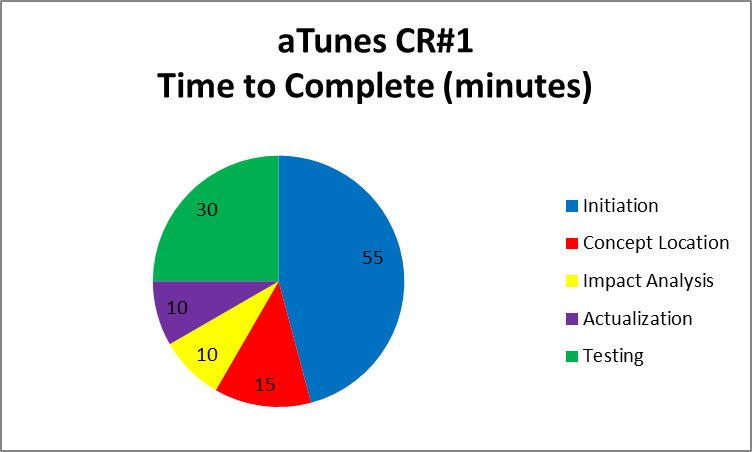 aTunes CR#1
Time to Complete (minutes)
30
55
10
10
15
Initiation
Concept Location
Impact Analysis
Actualization
Testing